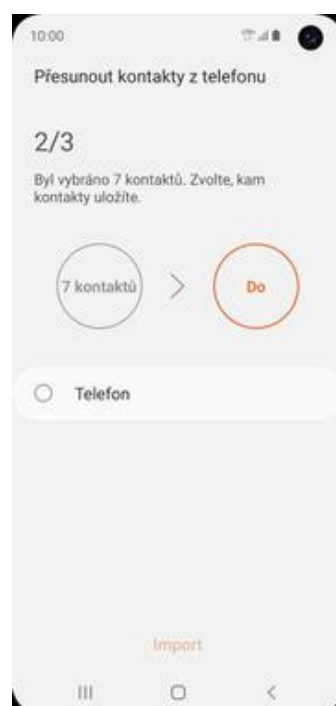 10:00
Přesunout kontakty z telefonu
2/3
Byl vybráno 7 kontaktů. Zvolte, kam
kontakty uložíte.
7 kontaktů
Do
Telefon
Import